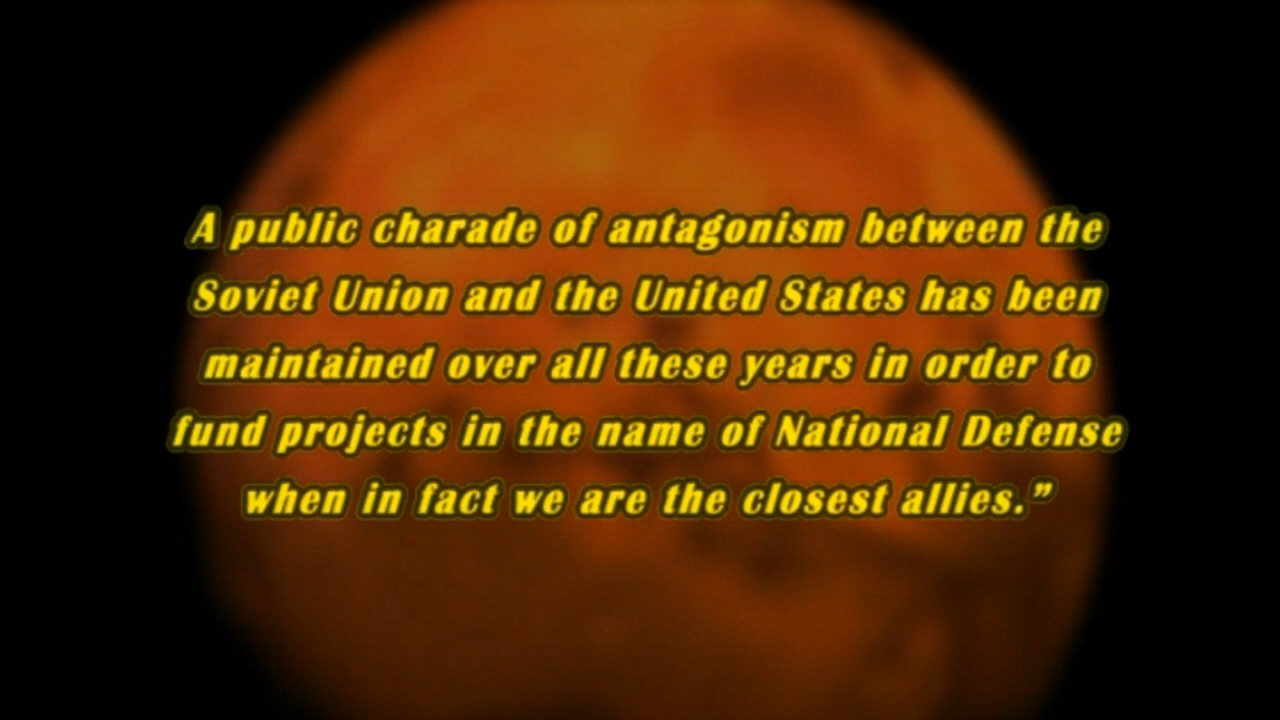 A public charade of antagonism between the
Soviet Union and the United States has been
maintained over all these years in order to
fund projects in the name of National Defense
when in fact we are the closest allies.”